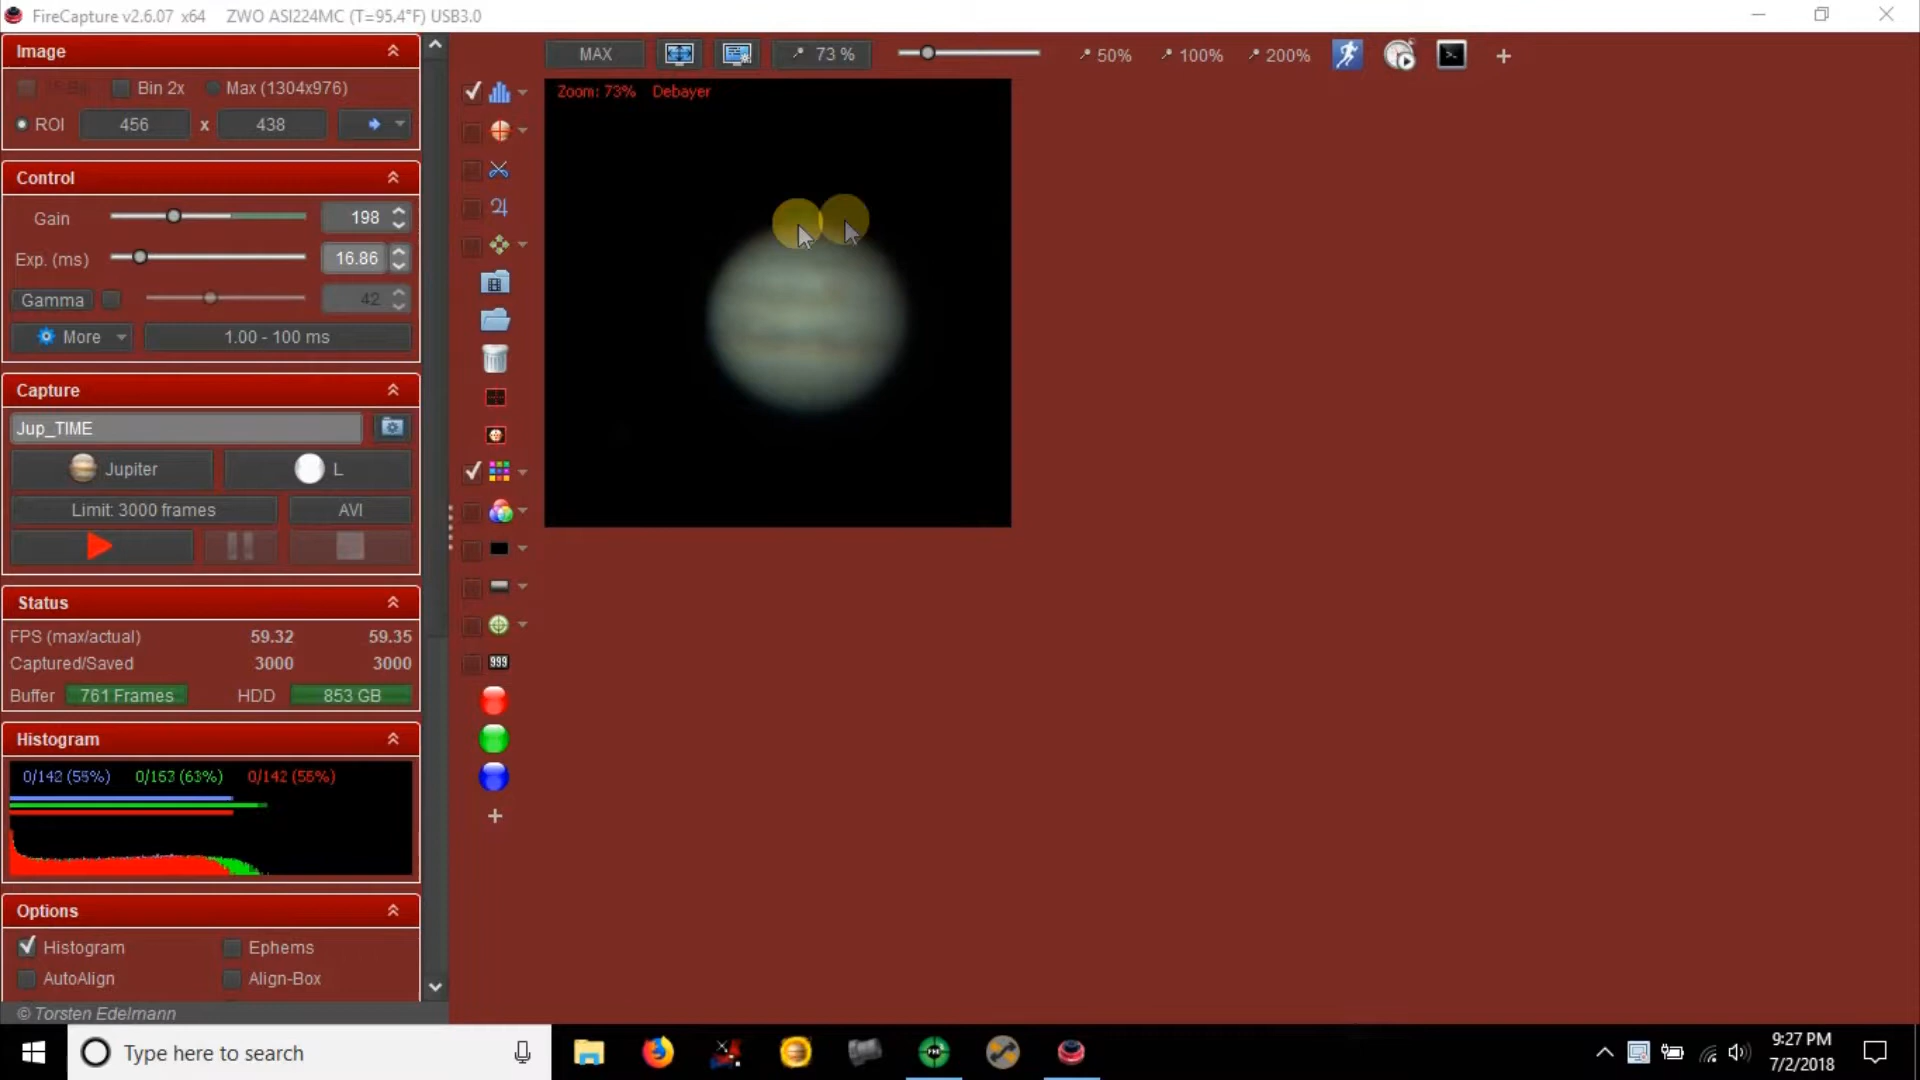 FireCapture v2.6.07 x64 ZWO ASI224MC (T=95.4°F) USB3.0
Image
Bin 2x Max (1304x976)
ROI 456 x 438
Control
Gain 198
Exp. (ms) 16.86
Gamma 42
More 1.00 - 100 ms
Capture
Jup_TIME
Jupiter L
Limit: 3000 frames AVI
Status
FPS (max/actual) 59.32 59.35
Captured/Saved 3000 3000
Buffer 761 Frames HDD 853 GB
Histogram
0/142 (55%) 0/163 (63%) 0/142 (55%)
Options
Histogram Ephems
AutoAlign Align-Box
© Torsten Edelmann
MAX 73 % 50% 100% 200%
Zoom: 73% Debayer
999
Type here to search
9:27 PM
7/2/2018